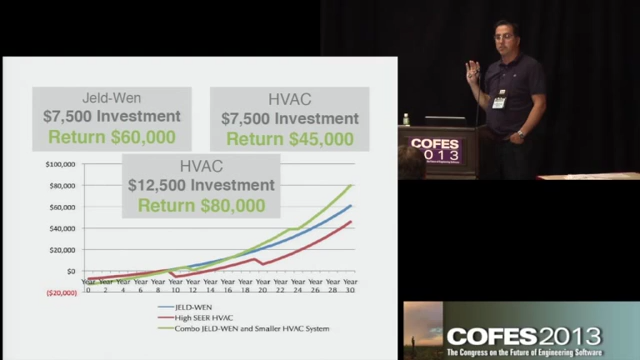 Jeld-Wen
$7,500 Investment
Return $60,000
HVAC
$7,500 Investment
Return $45,000
HVAC
$12,500 Investment
Return $80,000
$100,000
$80,000
$60,000
$40,000
$20,000
$0
($20,000)
Year Year Year Year Year Year Year Year Year Year Year Year Year Year Year Year
0 2 4 6 8 10 12 14 16 18 20 22 24 26 28 30
JELD-WEN
High SEER HVAC
Combo JELD-WEN and Smaller HVAC System
COFES
2013
COFES2013
The Congress on the Future of Engineering Software